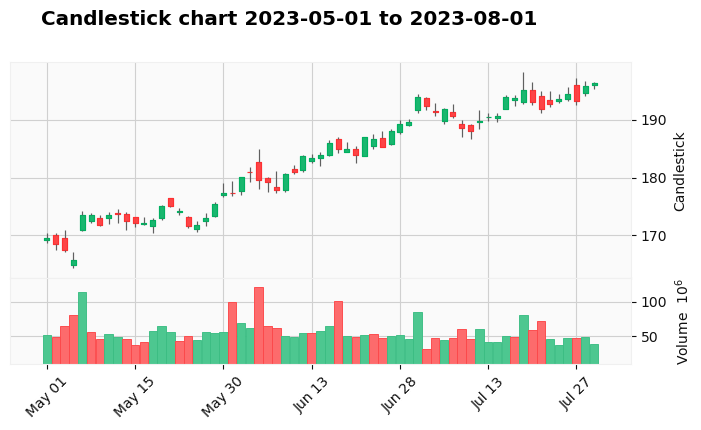 Candlestick chart 2023-05-01 to 2023-08-01
190
180
170
Candlestick
100
50
Volume 10^6
May 01
May 15
May 30
Jun 13
Jun 28
Jul 13
Jul 27